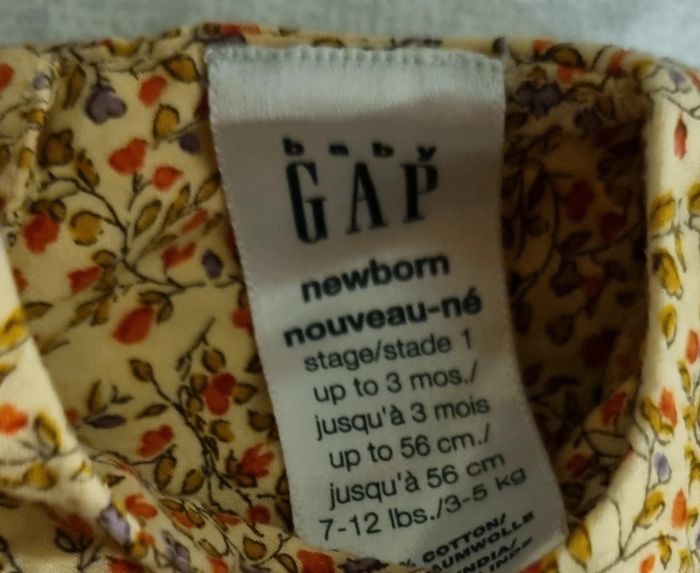 baby
GAP
newborn
nouveau-né
stage/stade 1
up to 3 mos./
jusqu'à 3 mois
up to 56 cm./
jusqu'à 56 cm
7-12 lbs./3-5 kg
% COTTON/